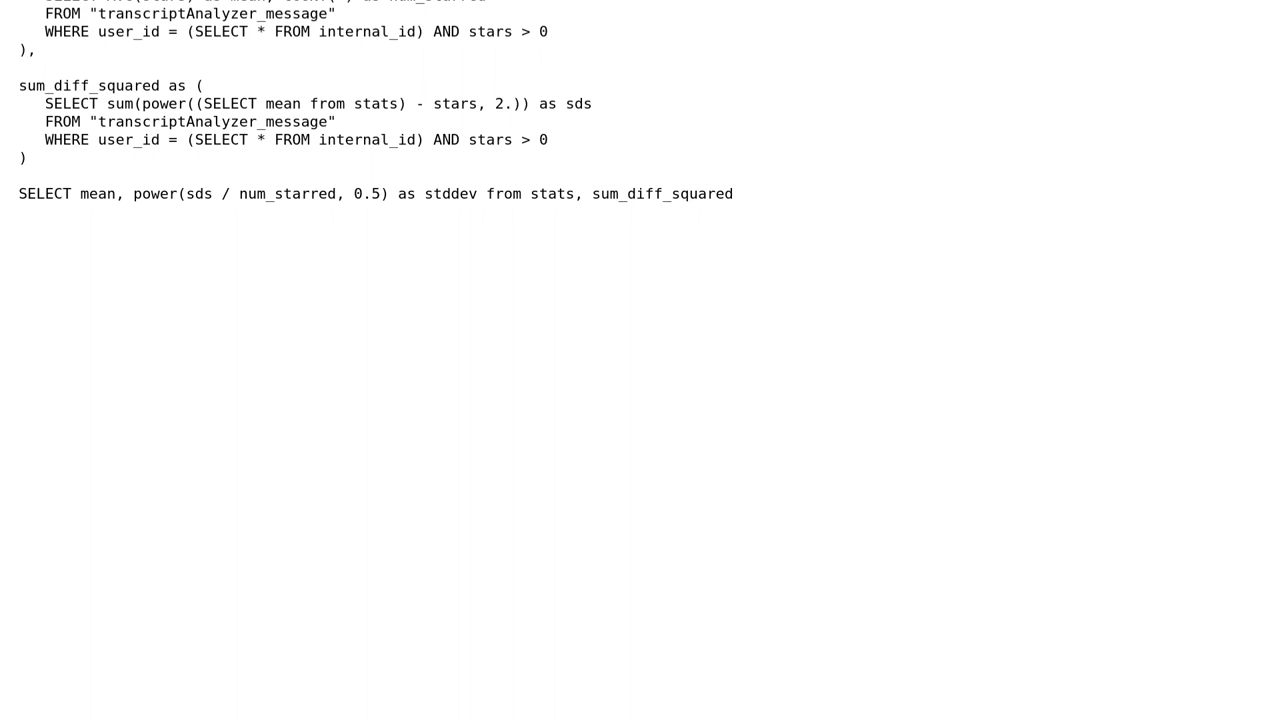 FROM "transcriptAnalyzer_message"
WHERE user_id = (SELECT * FROM internal_id) AND stars > 0
),
sum_diff_squared as (
SELECT sum(power((SELECT mean from stats) - stars, 2.)) as sds
FROM "transcriptAnalyzer_message"
WHERE user_id = (SELECT * FROM internal_id) AND stars > 0
)
SELECT mean, power(sds / num_starred, 0.5) as stddev from stats, sum_diff_squared